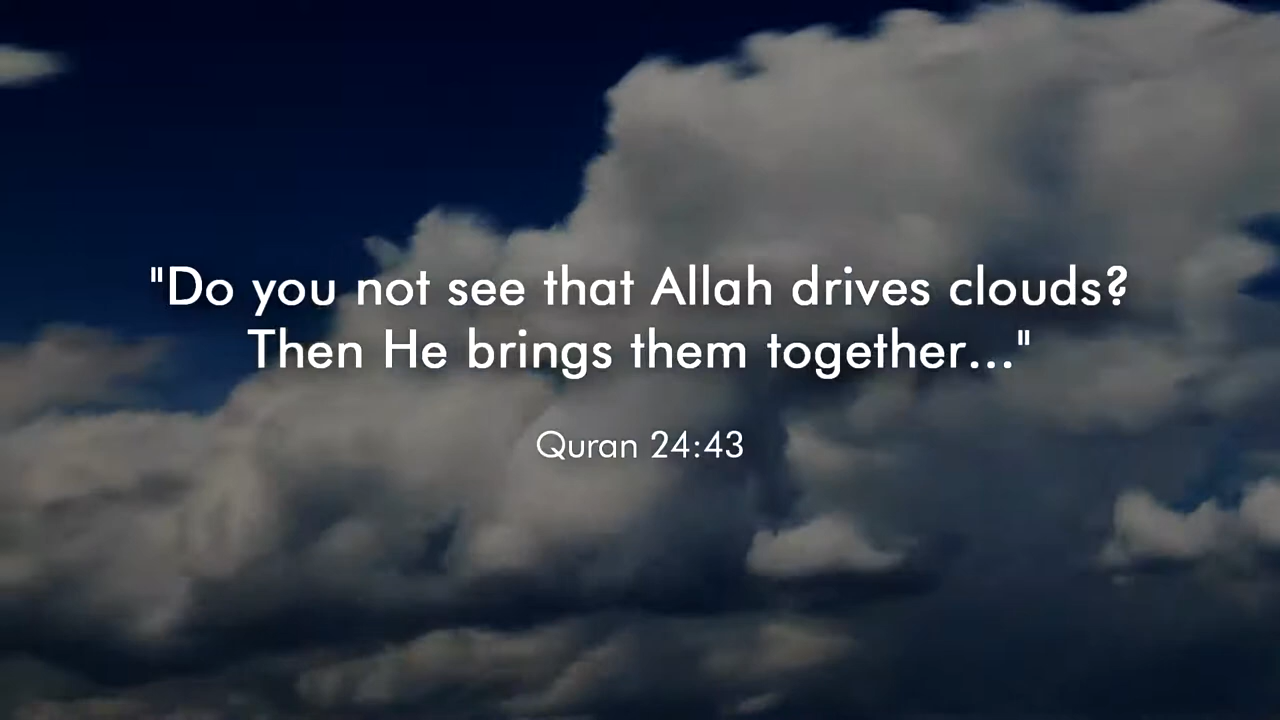 "Do you not see that Allah drives clouds?
Then He brings them together..."
Quran 24:43